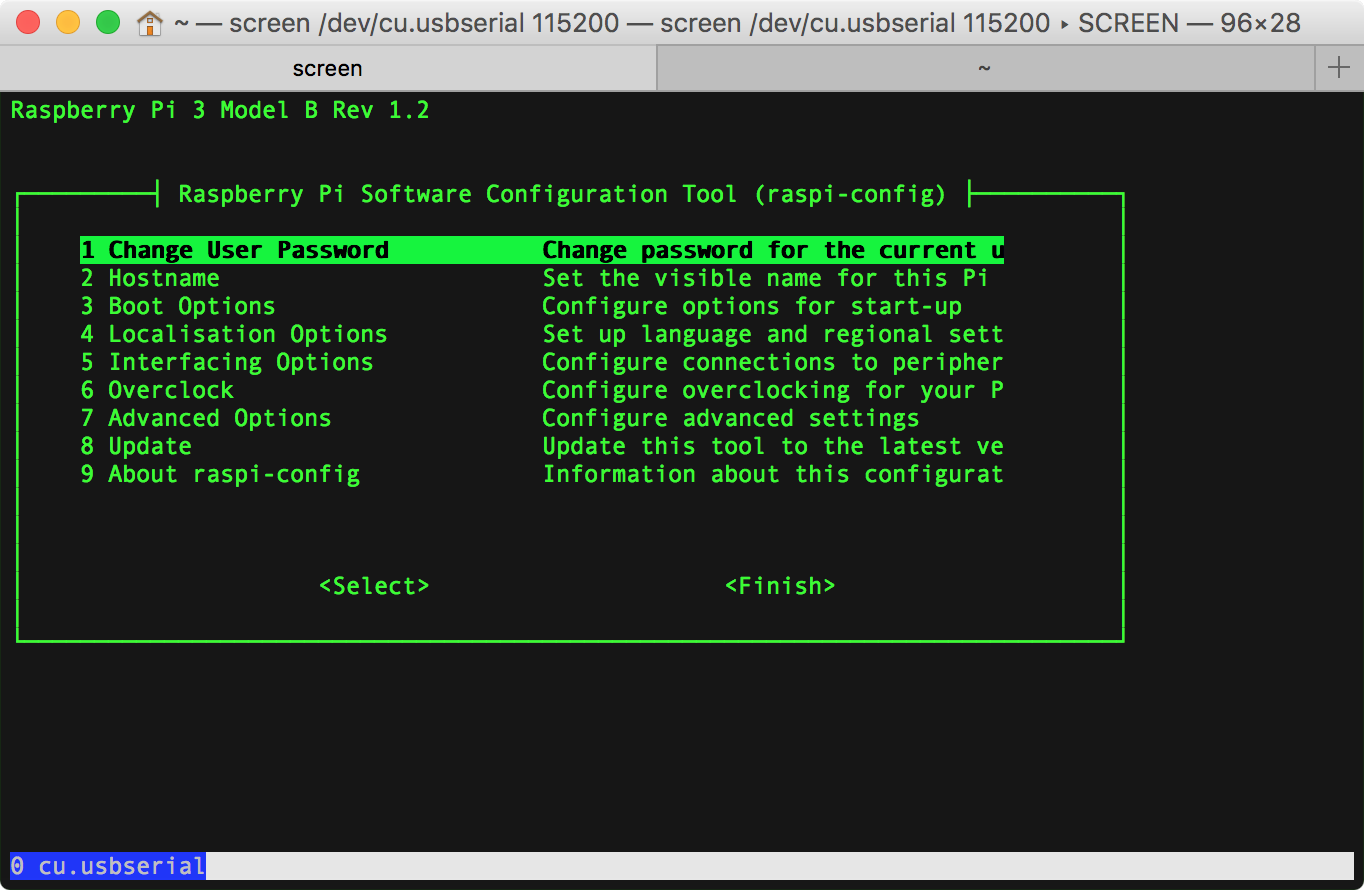 ~ — screen /dev/cu.usbserial 115200 — screen /dev/cu.usbserial 115200 ▸ SCREEN — 96×28
screen ~ +
Raspberry Pi 3 Model B Rev 1.2
Raspberry Pi Software Configuration Tool (raspi-config)
1 Change User Password Change password for the current u
2 Hostname Set the visible name for this Pi
3 Boot Options Configure options for start-up
4 Localisation Options Set up language and regional sett
5 Interfacing Options Configure connections to peripher
6 Overclock Configure overclocking for your P
7 Advanced Options Configure advanced settings
8 Update Update this tool to the latest ve
9 About raspi-config Information about this configurat
<Select> <Finish>
0 cu.usbserial